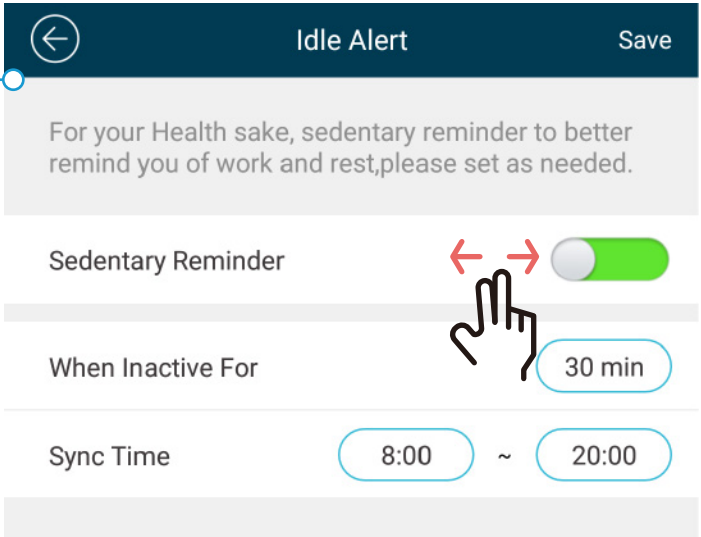 Idle Alert Save
For your Health sake, sedentary reminder to better
remind you of work and rest,please set as needed.
Sedentary Reminder
When Inactive For 30 min
Sync Time 8:00 ~ 20:00